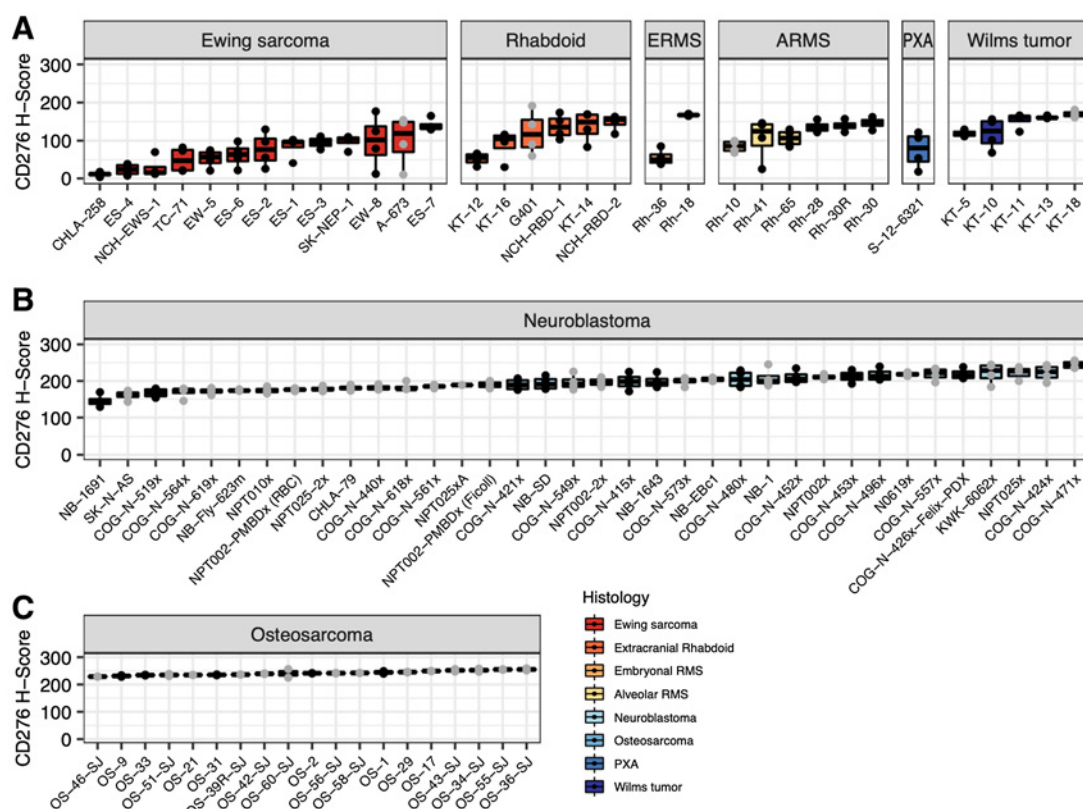 A
Ewing sarcoma Rhabdoid ERMS ARMS PXA Wilms tumor
CD276 H−Score
300
200
100
0
CHLA−258 ES−4 NCH−EWS−1 TC−71 EW−5 ES−6 ES−2 ES−1 ES−3 SK−NEP−1 EW−8 A−673 ES−7 KT−12 KT−16 G401 NCH−RBD−1 KT−14 NCH−RBD−2 Rh−36 Rh−18 Rh−10 Rh−41 Rh−65 Rh−28 Rh−30R Rh−30 S−12−6321 KT−5 KT−10 KT−11 KT−13 KT−18
B
Neuroblastoma
CD276 H−Score
300
200
100
0
NB−1691 SK−N−AS COG−N−519x COG−N−564x COG−N−619x NB−Fly−623m NPT010x NPT002−PMBDx (RBC) NPT025−2x CHLA−79 COG−N−440x COG−N−618x COG−N−561x NPT025xA NPT002−PMBDx (Ficoll) COG−N−421x NB−SD COG−N−549x NPT002−2x COG−N−415x NB−1643 COG−N−573x NB−EBc1 COG−N−480x NB−1 COG−N−452x NPT002x COG−N−453x COG−N−496x N0619x COG−N−557x COG−N−426x−Felix−PDX KWK−6062x NPT025x COG−N−424x COG−N−471x
C
Osteosarcoma
CD276 H−Score
300
200
100
0
OS−46−SJ OS−9 OS−33 OS−51−SJ OS−21 OS−31 OS−39R−SJ OS−42−SJ OS−60−SJ OS−2 OS−56−SJ OS−58−SJ OS−1 OS−29 OS−17 OS−43−SJ OS−34−SJ OS−55−SJ OS−36−SJ
Histology
Ewing sarcoma
Extracranial Rhabdoid
Embryonal RMS
Alveolar RMS
Neuroblastoma
Osteosarcoma
PXA
Wilms tumor